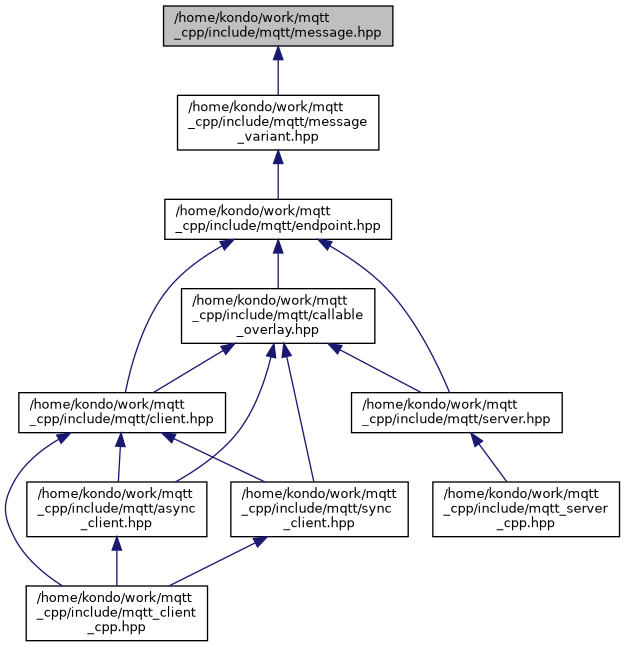 /home/kondo/work/mqtt
_cpp/include/mqtt/message.hpp
/home/kondo/work/mqtt
_cpp/include/mqtt/message
_variant.hpp
/home/kondo/work/mqtt
_cpp/include/mqtt/endpoint.hpp
/home/kondo/work/mqtt
_cpp/include/mqtt/callable
_overlay.hpp
/home/kondo/work/mqtt
_cpp/include/mqtt/client.hpp
/home/kondo/work/mqtt
_cpp/include/mqtt/server.hpp
/home/kondo/work/mqtt
_cpp/include/mqtt/async
_client.hpp
/home/kondo/work/mqtt
_cpp/include/mqtt/sync
_client.hpp
/home/kondo/work/mqtt
_cpp/include/mqtt_server
_cpp.hpp
/home/kondo/work/mqtt
_cpp/include/mqtt_client
_cpp.hpp